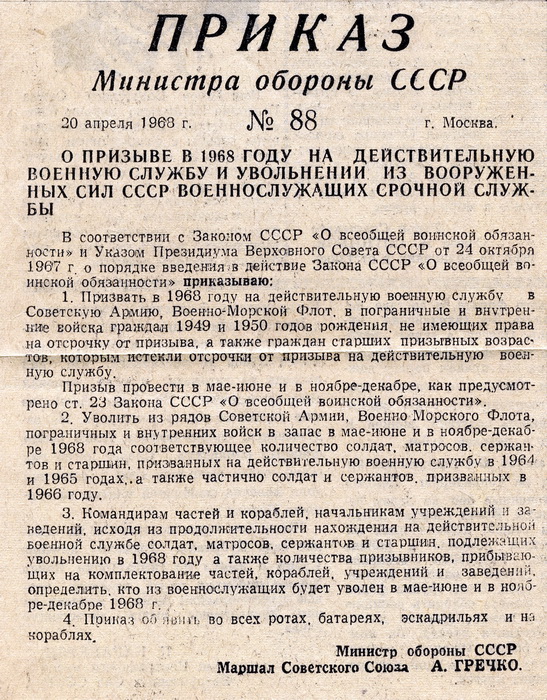 ПРИКАЗ
Министра обороны СССР
20 апреля 1968 г. № 88 г. Москва.
О ПРИЗЫВЕ В 1968 ГОДУ НА ДЕЙСТВИТЕЛЬНУЮ
ВОЕННУЮ СЛУЖБУ И УВОЛЬНЕНИИ ИЗ ВООРУЖЕН-
НЫХ СИЛ СССР ВОЕННОСЛУЖАЩИХ СРОЧНОЙ СЛУЖ-
БЫ
В соответствии с Законом СССР «О всеобщей воинской обязан-
ности» и Указом Президиума Верховного Совета СССР от 24 октября
1967 г. о порядке введения в действие Закона СССР «О всеобщей во-
инской обязанности» приказываю:
1. Призвать в 1968 году на действительную военную службу в
Советскую Армию, Военно-Морской Флот, в пограничные и внутрен-
ние войска граждан 1949 и 1950 годов рождения, не имеющих права
на отсрочку от призыва, а также граждан старших призывных возрас-
тов, которым истекли отсрочки от призыва на действительную воен-
ную службу.
Призыв провести в мае-июне и в ноябре-декабре, как предусмот-
рено ст. 23 Закона СССР «О всеобщей воинской обязанности».
2. Уволить из рядов Советской Армии, Военно Морского Флота,
пограничных и внутренних войск в запас в мае-июне и в ноябре-декаб-
ре 1968 года соответствующее количество солдат, матросов, сержан-
тов и старшин, призванных на действительную военную службу в 1964
и 1965 годах, а также частично солдат и сержантов, призванных в
1966 году.
3. Командирам частей и кораблей, начальникам учреждений и за-
ведений, исходя из продолжительности нахождения на действительной
военной службе солдат, матросов, сержантов и старшин, подлежащих
увольнению в 1968 году а также количества призывников, прибываю-
щих на комплектование частей, кораблей, учреждений и заведений,
определить, кто из военнослужащих будет уволен в мае-июне и в нояб-
ре-декабре 1968 г.
4. Приказ объявить во всех ротах, батареях, эскадрильях и на
кораблях.
Министр обороны СССР
Маршал Советского Союза А. ГРЕЧКО.